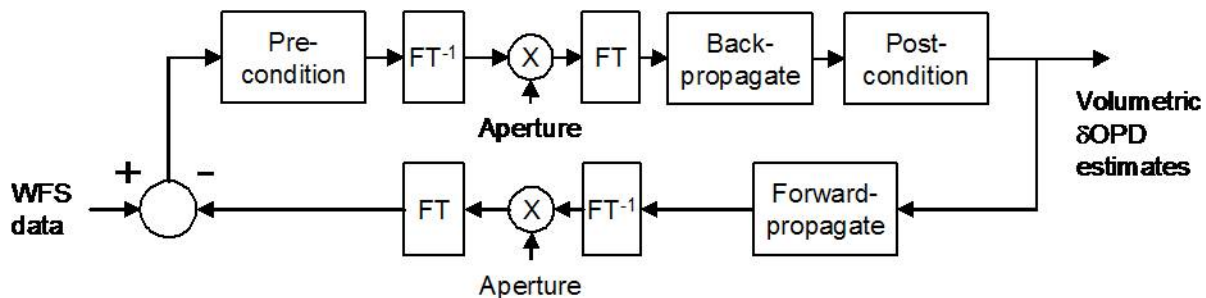 Pre-
condition
FT-1
X
FT
Back-
propagate
Post-
condition
Aperture
Volumetric
δOPD
estimates
+
-
WFS
data
FT
X
FT-1
Forward-
propagate
Aperture